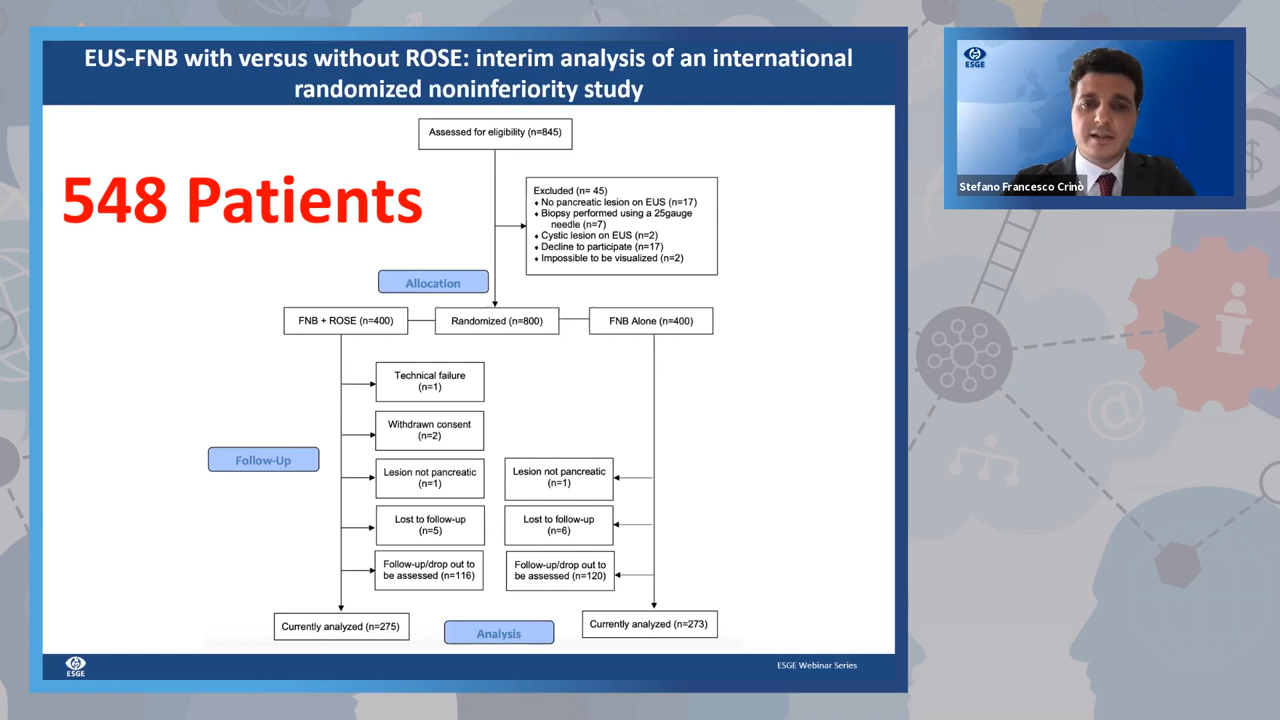 EUS-FNB with versus without ROSE: interim analysis of an international
randomized noninferiority study
Assessed for eligibility (n=845)
548 Patients
Excluded (n= 45)
♦ No pancreatic lesion on EUS (n=17)
♦ Biopsy performed using a 25gauge
needle (n=7)
♦ Cystic lesion on EUS (n=2)
♦ Decline to participate (n=17)
♦ Impossible to be visualized (n=2)
Allocation
FNB + ROSE (n=400)
Randomized (n=800)
FNB Alone (n=400)
Technical failure
(n=1)
Withdrawn consent
(n=2)
Follow-Up
Lesion not pancreatic
(n=1)
Lesion not pancreatic
(n=1)
Lost to follow-up
(n=5)
Lost to follow-up
(n=6)
Follow-up/drop out to
be assessed (n=116)
Follow-up/drop out to
be assessed (n=120)
Currently analyzed (n=275)
Currently analyzed (n=273)
Analysis
ESGE
ESGE Webinar Series
ESGE
Stefano Francesco Crinò